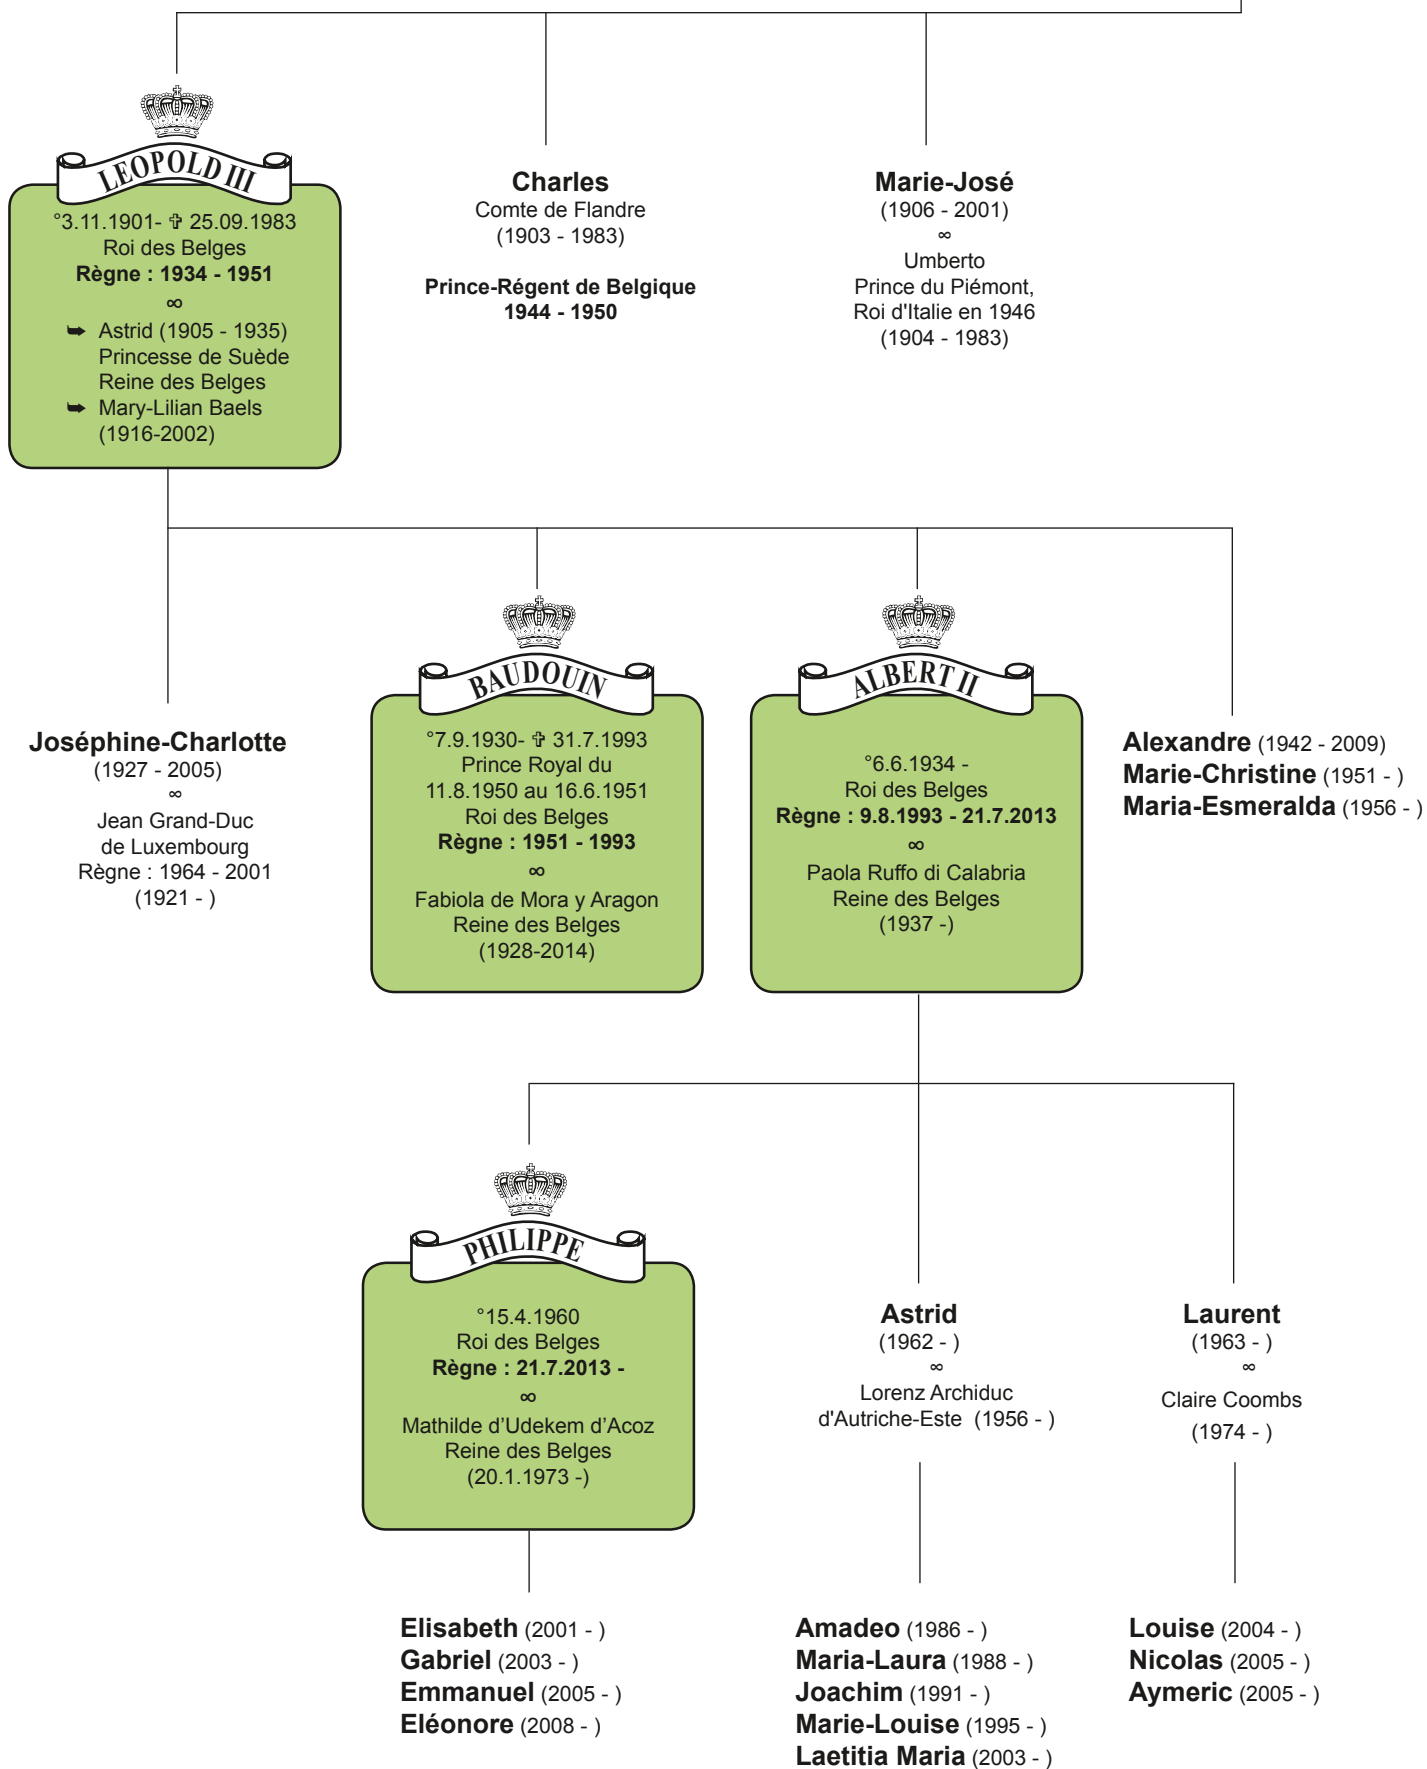 LEOPOLD III
°3.11.1901- ✞ 25.09.1983
Roi des Belges
Règne : 1934 - 1951
∞
➥ Astrid (1905 - 1935)
Princesse de Suède
Reine des Belges
➥ Mary-Lilian Baels
(1916-2002)
Charles
Comte de Flandre
(1903 - 1983)
Prince-Régent de Belgique
1944 - 1950
Marie-José
(1906 - 2001)
∞
Umberto
Prince du Piémont,
Roi d'Italie en 1946
(1904 - 1983)
Joséphine-Charlotte
(1927 - 2005)
∞
Jean Grand-Duc
de Luxembourg
Règne : 1964 - 2001
(1921 - )
BAUDOUIN
°7.9.1930- ✞ 31.7.1993
Prince Royal du
11.8.1950 au 16.6.1951
Roi des Belges
Règne : 1951 - 1993
∞
Fabiola de Mora y Aragon
Reine des Belges
(1928-2014)
ALBERT II
°6.6.1934 -
Roi des Belges
Règne : 9.8.1993 - 21.7.2013
∞
Paola Ruffo di Calabria
Reine des Belges
(1937 -)
Alexandre (1942 - 2009)
Marie-Christine (1951 - )
Maria-Esmeralda (1956 - )
PHILIPPE
°15.4.1960
Roi des Belges
Règne : 21.7.2013 -
∞
Mathilde d’Udekem d’Acoz
Reine des Belges
(20.1.1973 -)
Astrid
(1962 - )
∞
Lorenz Archiduc
d'Autriche-Este (1956 - )
Laurent
(1963 - )
∞
Claire Coombs
(1974 - )
Elisabeth (2001 - )
Gabriel (2003 - )
Emmanuel (2005 - )
Eléonore (2008 - )
Amadeo (1986 - )
Maria-Laura (1988 - )
Joachim (1991 - )
Marie-Louise (1995 - )
Laetitia Maria (2003 - )
Louise (2004 - )
Nicolas (2005 - )
Aymeric (2005 - )